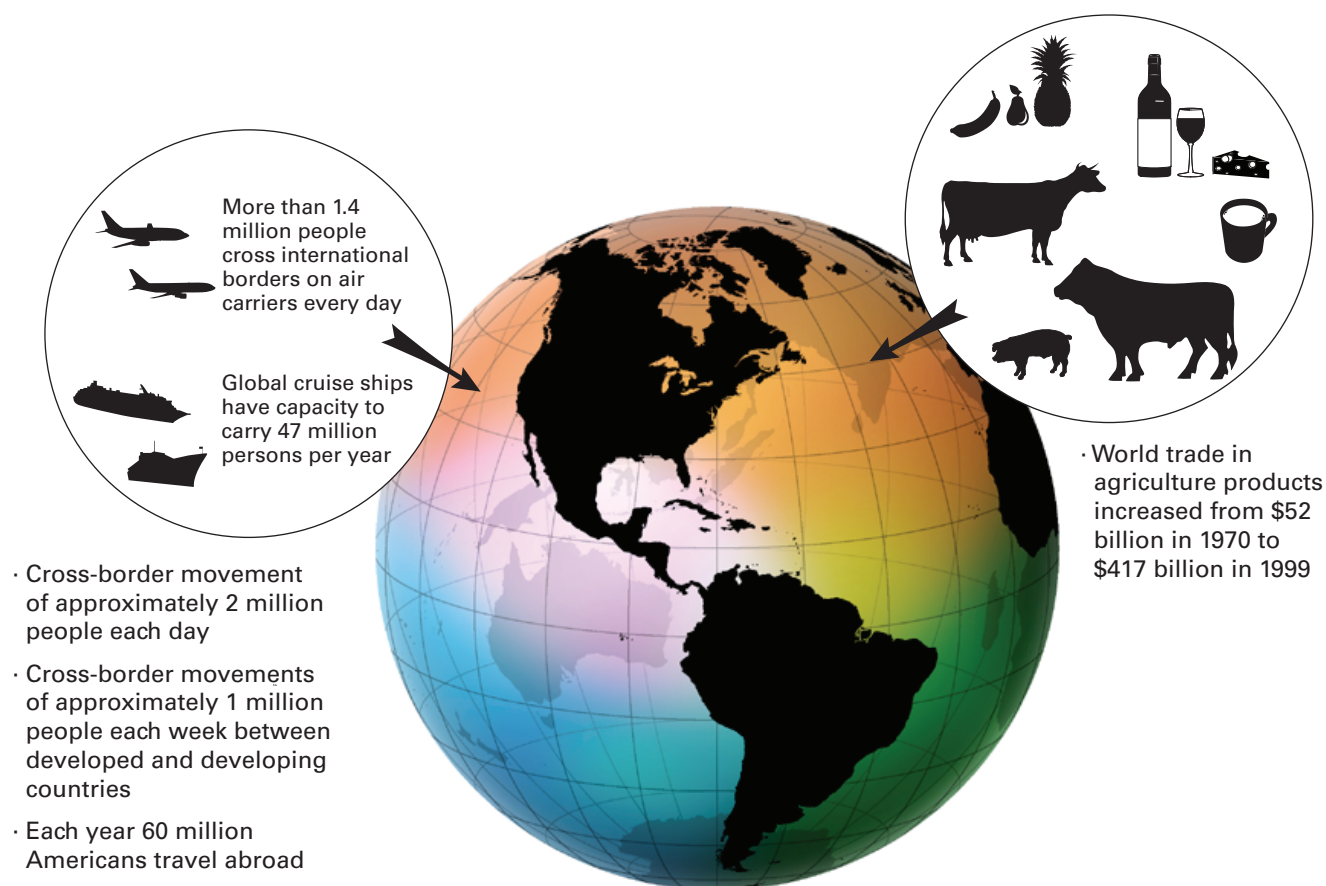 More than 1.4
million people
cross international
borders on air
carriers every day
Global cruise ships
have capacity to
carry 47 million
persons per year
· Cross-border movement
of approximately 2 million
people each day
· Cross-border movements
of approximately 1 million
people each week between
developed and developing
countries
· Each year 60 million
Americans travel abroad
· World trade in
agriculture products
increased from $52
billion in 1970 to
$417 billion in 1999